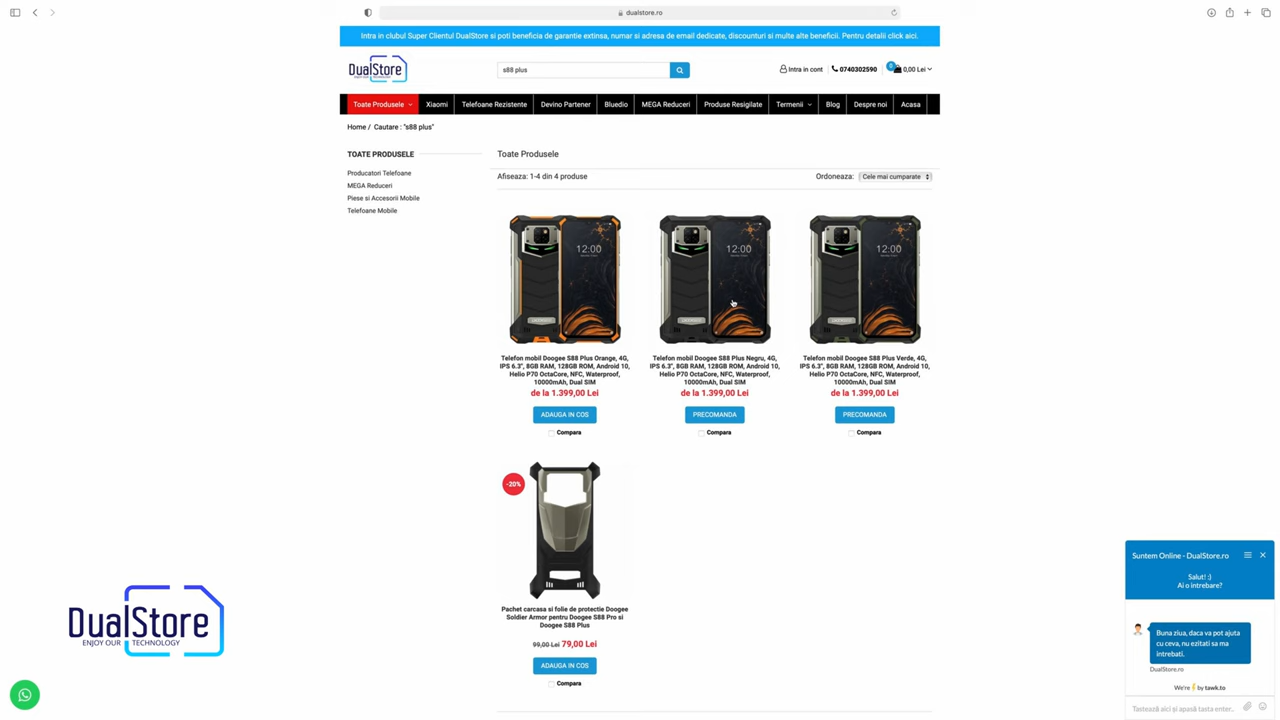 dualstore.ro
Intra in clubul Super Clientul DualStore si poti beneficia de garantie extinsa, numar si adresa de email dedicate, discounturi si multe alte beneficii. Pentru detalii click aici.
DualStore
ENJOY OUR TECHNOLOGY
s88 plus
Intra in cont
0740302590
0
0,00 Lei
Toate Produsele
Xiaomi
Telefoane Rezistente
Devino Partener
Bluedio
MEGA Reduceri
Produse Resigilate
Termenii
Blog
Despre noi
Acasa
Home / Cautare : "s88 plus"
TOATE PRODUSELE
Producatori Telefoane
MEGA Reduceri
Piese si Accesorii Mobile
Telefoane Mobile
Toate Produsele
Afiseaza: 1-4 din 4 produse
Ordoneaza: Cele mai cumparate
12:00
12:00
12:00
Telefon mobil Doogee S88 Plus Orange, 4G,
IPS 6.3", 8GB RAM, 128GB ROM, Android 10,
Helio P70 OctaCore, NFC, Waterproof,
10000mAh, Dual SIM
de la 1.399,00 Lei
ADAUGA IN COS
Compara
Telefon mobil Doogee S88 Plus Negru, 4G,
IPS 6.3", 8GB RAM, 128GB ROM, Android 10,
Helio P70 OctaCore, NFC, Waterproof,
10000mAh, Dual SIM
de la 1.399,00 Lei
PRECOMANDA
Compara
Telefon mobil Doogee S88 Plus Verde, 4G,
IPS 6.3", 8GB RAM, 128GB ROM, Android 10,
Helio P70 OctaCore, NFC, Waterproof,
10000mAh, Dual SIM
de la 1.399,00 Lei
PRECOMANDA
Compara
-20%
Pachet carcasa si folie de protectie Doogee
Soldier Armor pentru Doogee S88 Pro si
Doogee S88 Plus
99,00 Lei 79,00 Lei
ADAUGA IN COS
Compara
DualStore
ENJOY OUR TECHNOLOGY
Suntem Online - DualStore.ro
Salut! :)
Ai o intrebare?
Buna ziua, daca va pot ajuta
cu ceva, nu ezitati sa ma
intrebati.
DualStore.ro
We're by tawk.to
Tastează aici și apasă tasta enter..